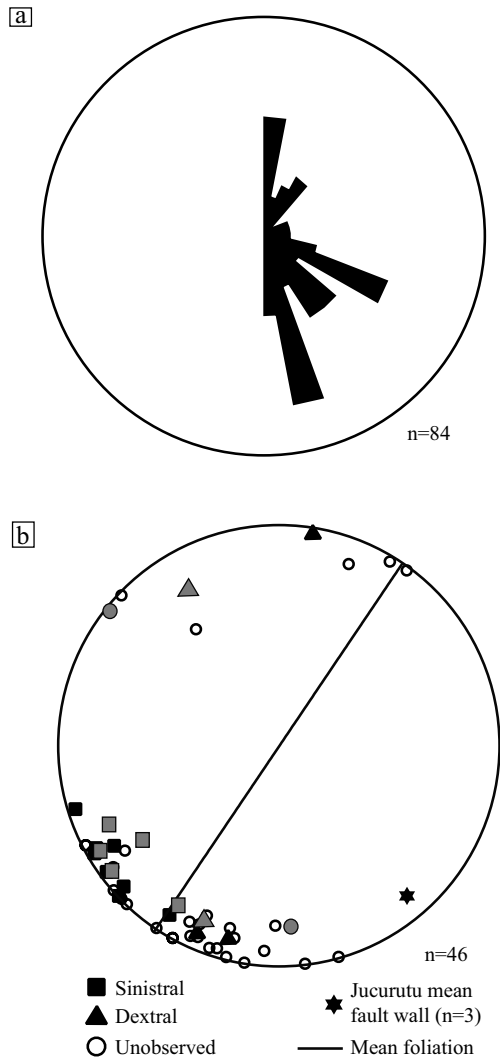 a
n=84
b
n=46
Sinistral
Dextral
Unobserved
Jucurutu mean
fault wall (n=3)
Mean foliation